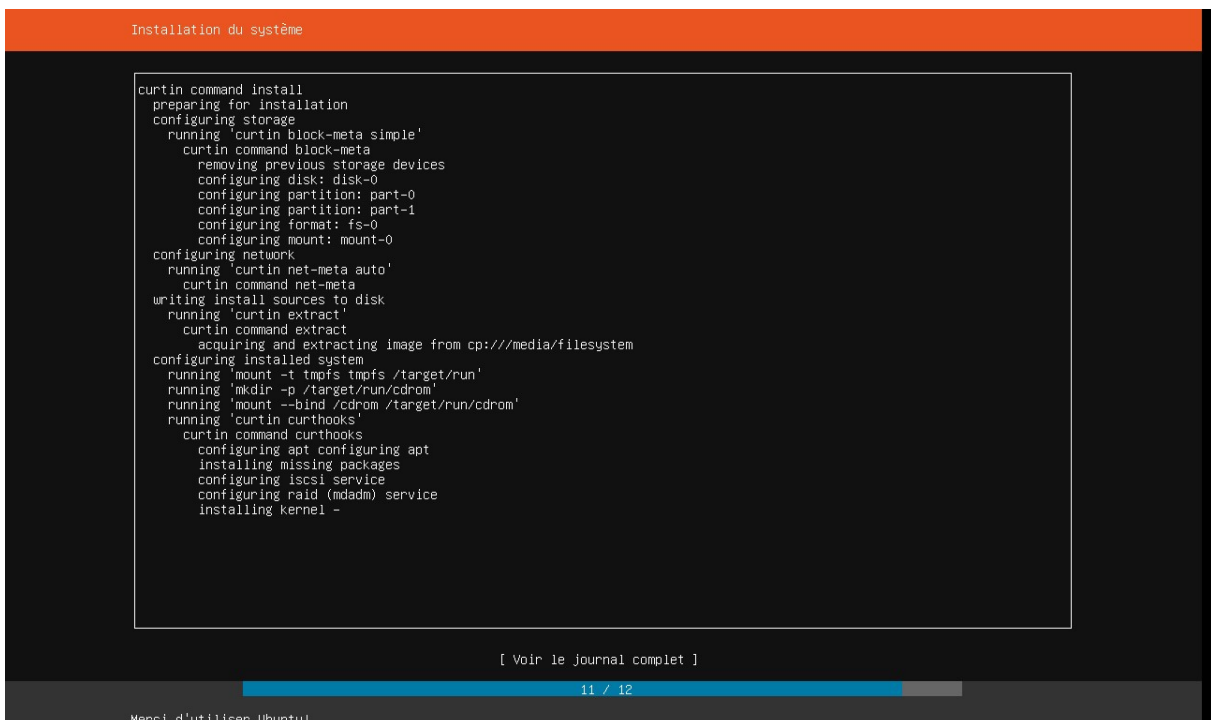 Installation du système
curtin command install
preparing for installation
configuring storage
running 'curtin block-meta simple'
curtin command block-meta
removing previous storage devices
configuring disk: disk-0
configuring partition: part-0
configuring partition: part-1
configuring format: fs-0
configuring mount: mount-0
configuring network
running 'curtin net-meta auto'
curtin command net-meta
writing install sources to disk
running 'curtin extract'
curtin command extract
acquiring and extracting image from cp:///media/filesystem
configuring installed system
running 'mount -t tmpfs tmpfs /target/run'
running 'mkdir -p /target/run/cdrom'
running 'mount --bind /cdrom /target/run/cdrom'
running 'curtin curthooks'
curtin command curthooks
configuring apt configuring apt
installing missing packages
configuring iscsi service
configuring raid (mdadm) service
installing kernel -
[ Voir le journal complet ]
11 / 12
Merci d'utiliser Ubuntu!